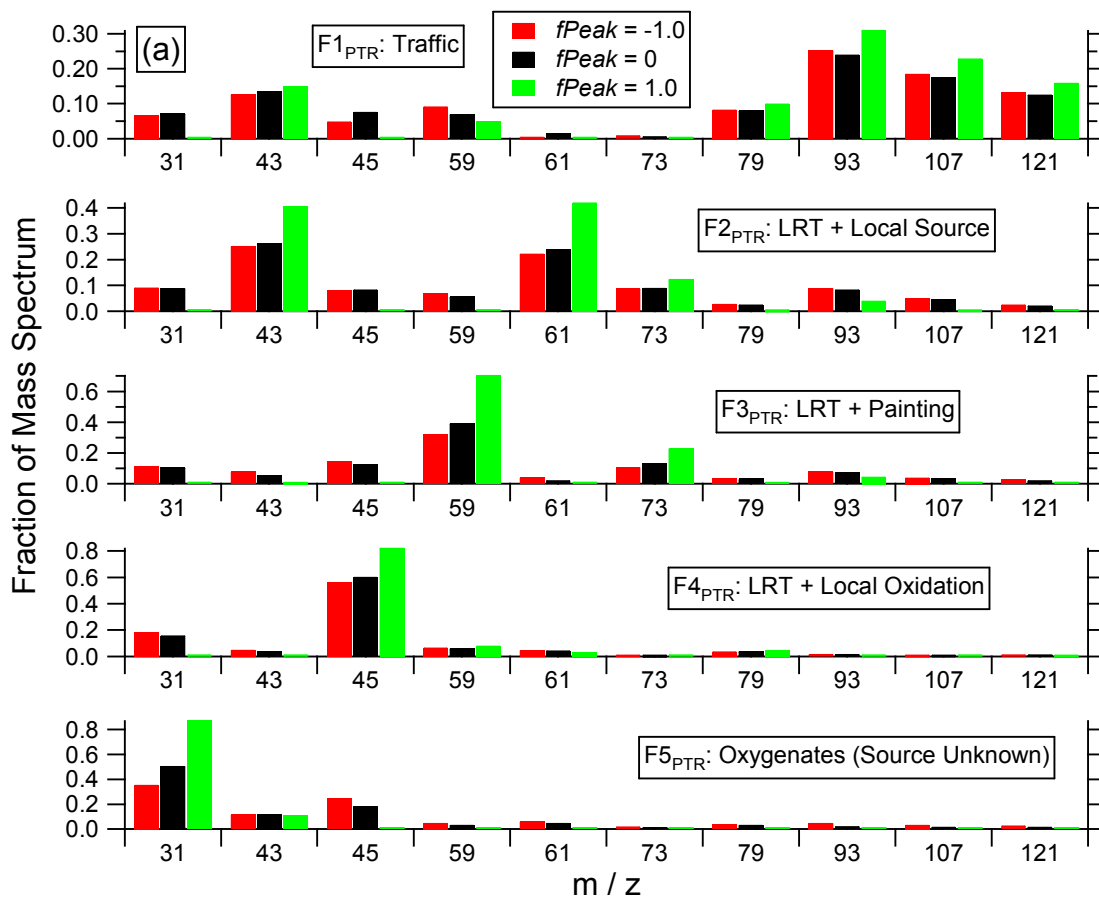 (a)
F1PTR: Traffic
fPeak = -1.0
fPeak = 0
fPeak = 1.0
0.30
0.20
0.10
0.00
31 43 45 59 61 73 79 93 107 121
F2PTR: LRT + Local Source
0.4
0.3
0.2
0.1
0.0
31 43 45 59 61 73 79 93 107 121
F3PTR: LRT + Painting
0.6
0.4
0.2
0.0
31 43 45 59 61 73 79 93 107 121
F4PTR: LRT + Local Oxidation
0.8
0.6
0.4
0.2
0.0
31 43 45 59 61 73 79 93 107 121
F5PTR: Oxygenates (Source Unknown)
0.8
0.6
0.4
0.2
0.0
31 43 45 59 61 73 79 93 107 121
Fraction of Mass Spectrum
m / z